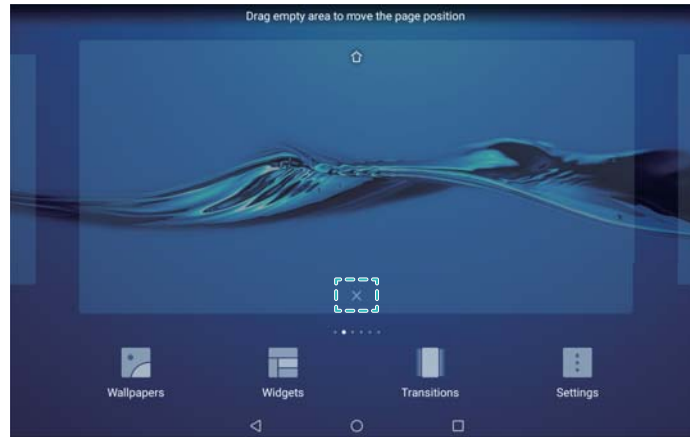 Drag empty area to move the page position
Wallpapers Widgets Transitions Settings